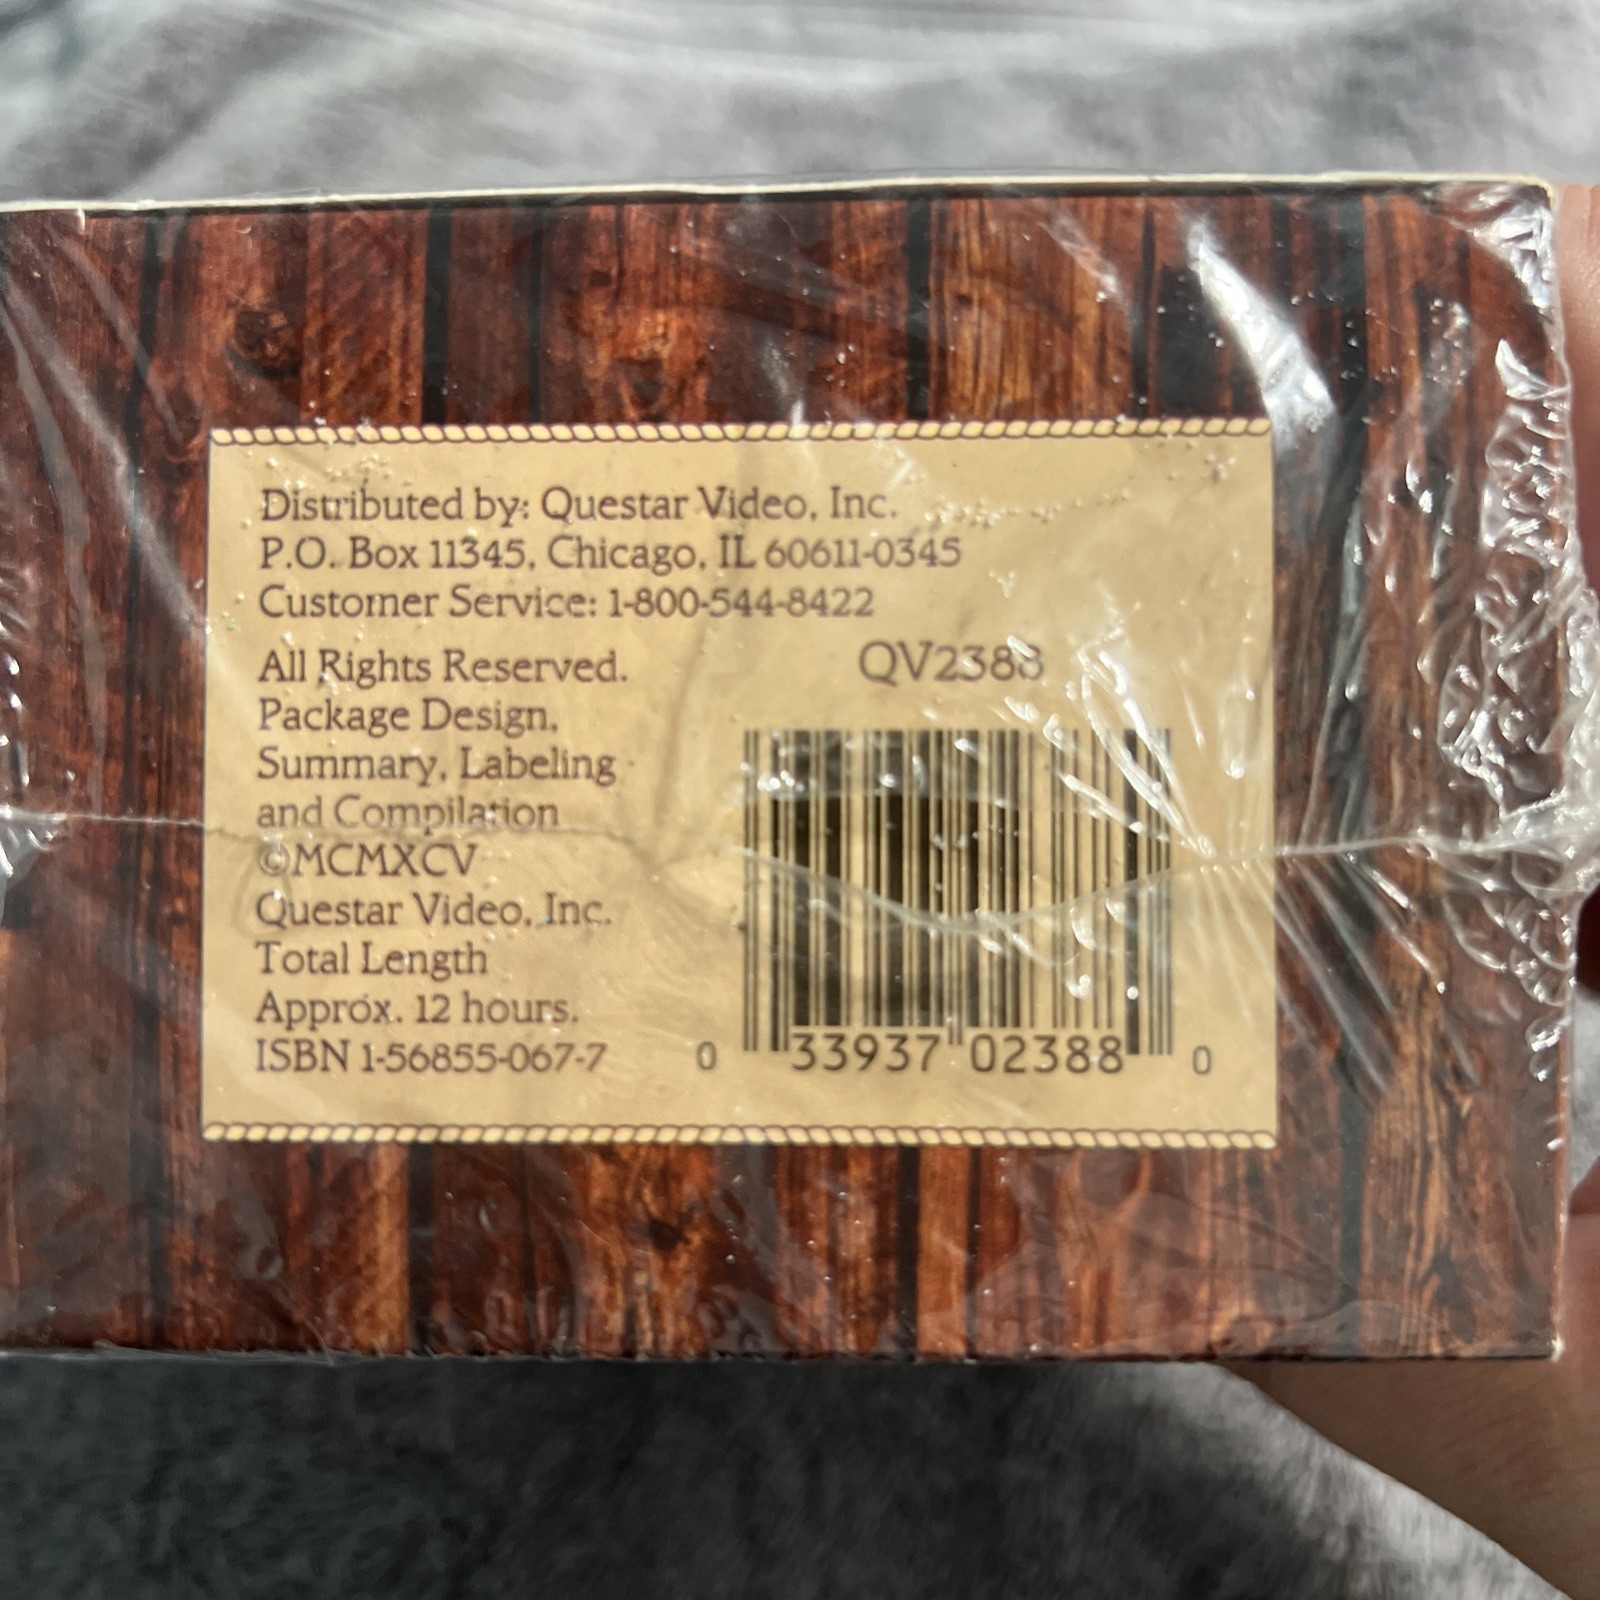 Distributed by: Questar Video, Inc.
P.O. Box 11345, Chicago, IL 60611-0345
Customer Service: 1-800-544-8422
All Rights Reserved.
QV2388
Package Design,
Summary, Labeling
and Compilation
©MCMXCV
Questar Video, Inc.
Total Length
Approx. 12 hours.
ISBN 1-56855-067-7
0 33937 02388 0